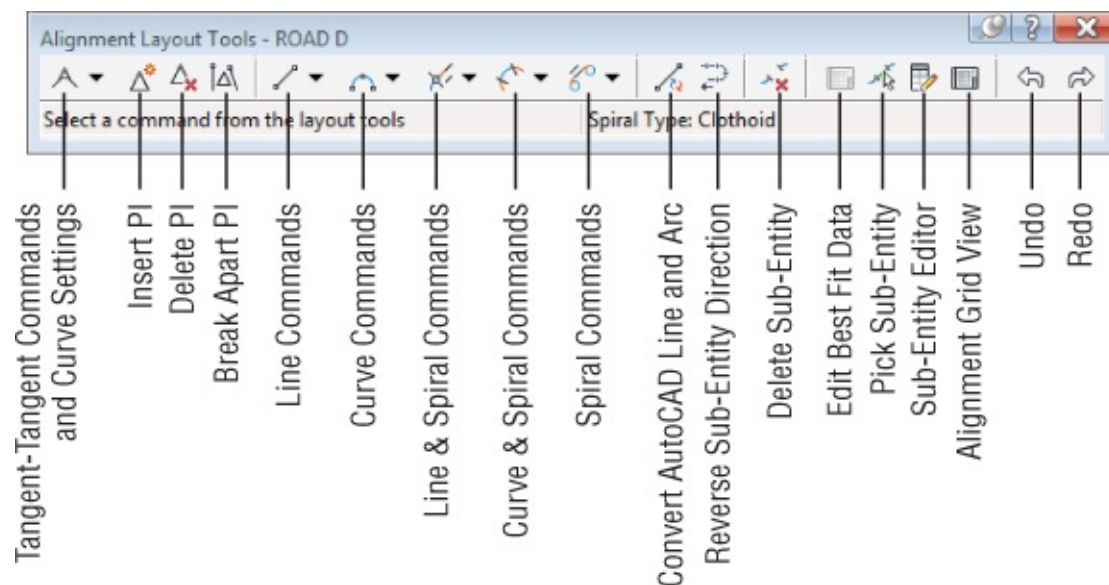 Alignment Layout Tools - ROAD D
Select a command from the layout tools
Spiral Type: Clothoid
Tangent-Tangent Commands
and Curve Settings
Insert PI
Delete PI
Break Apart PI
Line Commands
Curve Commands
Line & Spiral Commands
Curve & Spiral Commands
Spiral Commands
Convert AutoCAD Line and Arc
Reverse Sub-Entity Direction
Delete Sub-Entity
Edit Best Fit Data
Pick Sub-Entity
Sub-Entity Editor
Alignment Grid View
Undo
Redo